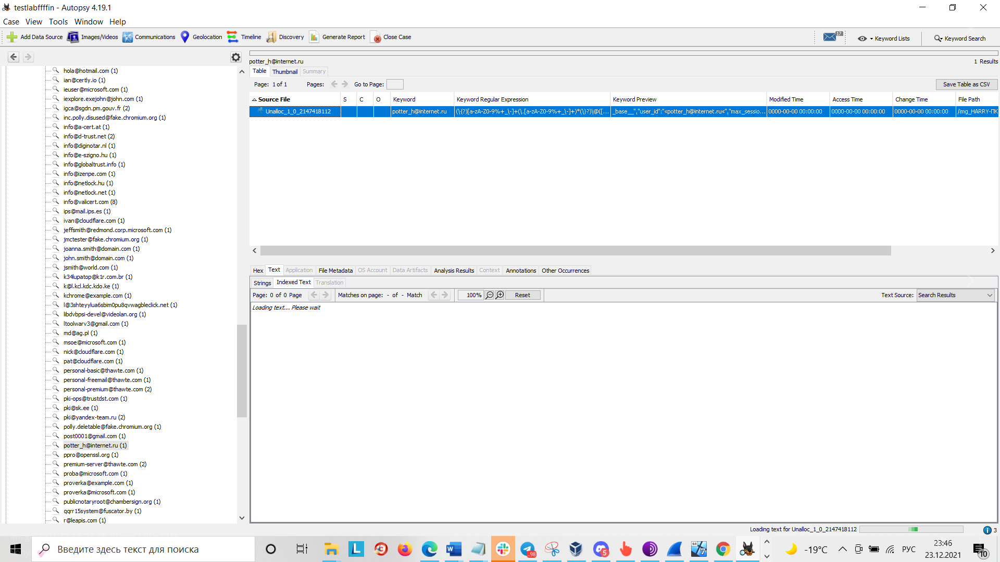 testlabffffin - Autopsy 4.19.1
Case View Tools Window Help
Add Data Source Images/Videos Communications Geolocation Timeline Discovery Generate Report Close Case 17 Keyword Lists Keyword Search
hola@hotmail.com (1)
ian@certly.io (1)
ieuser@microsoft.com (1)
iexplore.exejohn@john.com (1)
igca@sgdn.pm.gouv.fr (2)
inc.polly.disused@fake.chromium.org (1)
info@a-cert.at (1)
info@d-trust.net (2)
info@diginotar.nl (1)
info@e-szigno.hu (1)
info@globaltrust.info (1)
info@izenpe.com (1)
info@netlock.hu (1)
info@netlock.net (1)
info@valicert.com (8)
ips@mail.ips.es (1)
ivan@cloudflare.com (1)
jeffsmith@redmond.corp.microsoft.com (1)
jmctester@fake.chromium.org (1)
joanna.smith@domain.com (1)
john.smith@domain.com (1)
jsmith@world.com (1)
k34lupatop@k1r.com.br (1)
k@l.kcl.kdc.kdo.ke (1)
kchrome@example.com (1)
l@3shteyylua6sbim0pu8qvwagbleclick.net (1)
libdvbpsi-devel@videolan.org (1)
ltoolwarv3@gmail.com (1)
md@ag.pl (1)
msoe@microsoft.com (1)
nick@cloudflare.com (1)
pat@cloudflare.com (1)
personal-basic@thawte.com (1)
personal-freemail@thawte.com (1)
personal-premium@thawte.com (2)
pki-ops@trustdst.com (1)
pki@sk.ee (1)
pki@yandex-team.ru (2)
polly.deletable@fake.chromium.org (1)
post0001@gmail.com (1)
potter_h@internet.ru (1)
ppro@openssl.org (1)
premium-server@thawte.com (2)
proba@microsoft.com (1)
proverka@example.com (1)
proverka@microsoft.com (1)
publicnotaryroot@chambersign.org (1)
qqrr15system@fuscator.by (1)
r@leapis.com (1)
potter_h@internet.ru
1 Results
Table Thumbnail Summary
Page: 1 of 1 Pages: Go to Page: Save Table as CSV
Source File S C O Keyword Keyword Regular Expression Keyword Preview Modified Time Access Time Change Time File Path
Unalloc_1_0_2147418112 potter_h@internet.ru (\{?)[a-zA-Z0-9%+_\-]+(\.[a-zA-Z0-9%+_\-]+)*(\}?)\@([... _base__","user_id":"«potter_h@internet.ru«","max_sessio... 0000-00-00 00:00:00 0000-00-00 00:00:00 0000-00-00 00:00:00 /img_HARRY-ПК
Hex Text Application File Metadata OS Account Data Artifacts Analysis Results Context Annotations Other Occurrences
Strings Indexed Text Translation
Page: 0 of 0 Page Matches on page: - of - Match 100% Reset Text Source: Search Results
Loading text... Please wait
Loading text for Unalloc_1_0_2147418112 3
Введите здесь текст для поиска
98
5
64
-19°C
РУС
23:46
23.12.2021
10